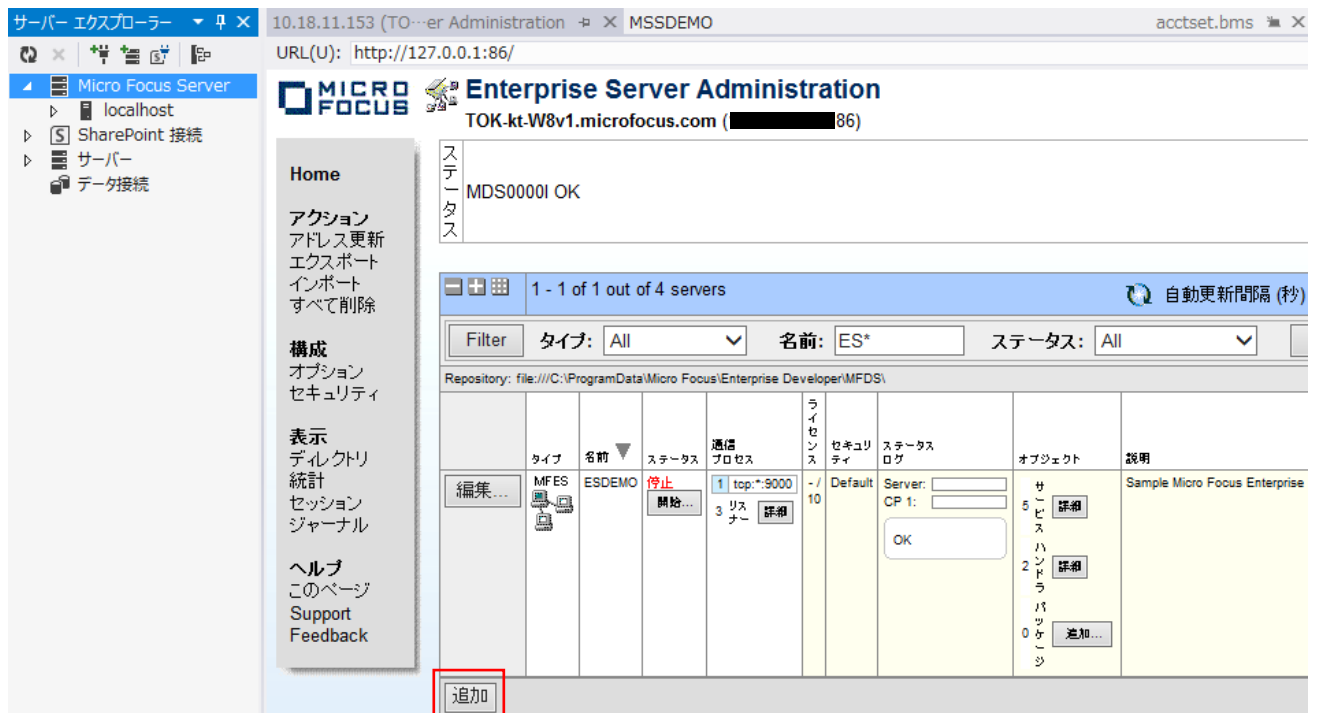 サーバー エクスプローラー
10.18.11.153 (TO…er Administration
MSSDEMO
acctset.bms
URL(U): http://127.0.0.1:86/
Micro Focus Server
localhost
SharePoint 接続
サーバー
データ接続
MICRO FOCUS
Enterprise Server Administration
TOK-kt-W8v1.microfocus.com ( 86)
Home
アクション
アドレス更新
エクスポート
インポート
すべて削除
構成
オプション
セキュリティ
表示
ディレクトリ
統計
セッション
ジャーナル
ヘルプ
このページ
Support
Feedback
ステータス
MDS0000I OK
1 - 1 of 1 out of 4 servers
自動更新間隔 (秒)
Filter タイプ: All 名前: ES* ステータス: All
Repository: file:///C:\ProgramData\Micro Focus\Enterprise Developer\MFDS\
タイプ 名前 ステータス 通信プロセス ライセンス セキュリティ ステータスログ オブジェクト 説明
編集... MFES ESDEMO 停止 1 tcp:*:9000 - / 10 Default Server: 5 サービス 詳細 Sample Micro Focus Enterprise
開始... 3 リスナー 詳細 CP 1:
OK
2 ハンドラ 詳細
0 パッケージ 追加...
追加